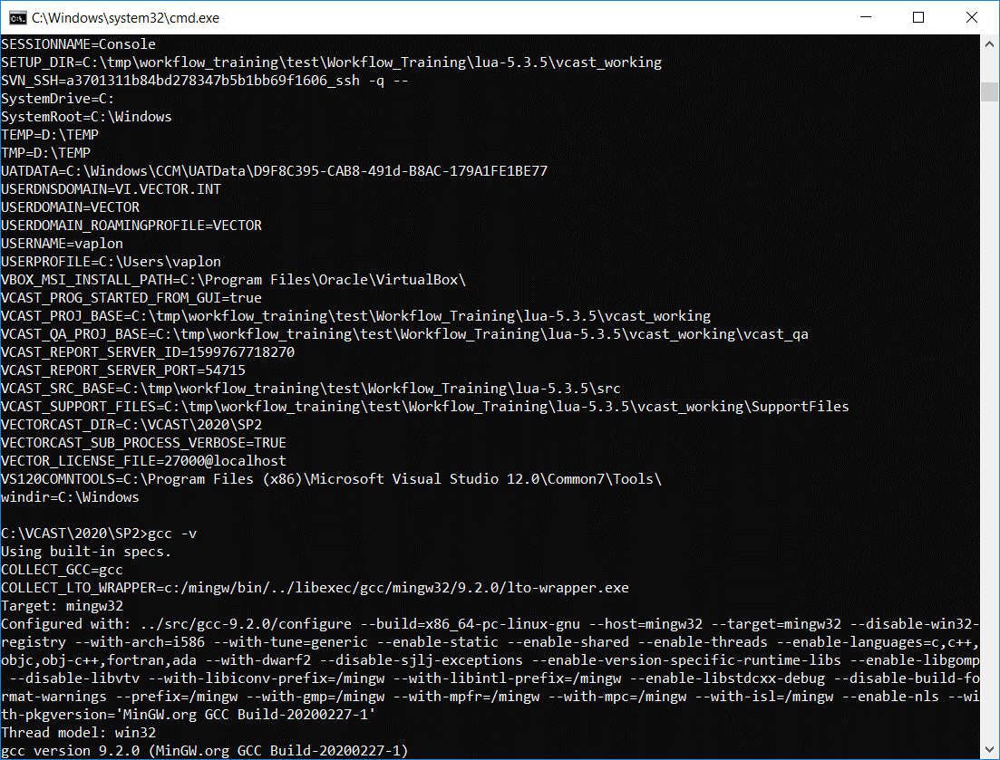 C:\Windows\system32\cmd.exe
SESSIONNAME=Console
SETUP_DIR=C:\tmp\workflow_training\test\Workflow_Training\lua-5.3.5\vcast_working
SVN_SSH=a3701311b84bd278347b5b1bb69f1606_ssh -q --
SystemDrive=C:
SystemRoot=C:\Windows
TEMP=D:\TEMP
TMP=D:\TEMP
UATDATA=C:\Windows\CCM\UATData\D9F8C395-CAB8-491d-B8AC-179A1FE1BE77
USERDNSDOMAIN=VI.VECTOR.INT
USERDOMAIN=VECTOR
USERDOMAIN_ROAMINGPROFILE=VECTOR
USERNAME=vaplon
USERPROFILE=C:\Users\vaplon
VBOX_MSI_INSTALL_PATH=C:\Program Files\Oracle\VirtualBox\
VCAST_PROG_STARTED_FROM_GUI=true
VCAST_PROJ_BASE=C:\tmp\workflow_training\test\Workflow_Training\lua-5.3.5\vcast_working
VCAST_QA_PROJ_BASE=C:\tmp\workflow_training\test\Workflow_Training\lua-5.3.5\vcast_working\vcast_qa
VCAST_REPORT_SERVER_ID=1599767718270
VCAST_REPORT_SERVER_PORT=54715
VCAST_SRC_BASE=C:\tmp\workflow_training\test\Workflow_Training\lua-5.3.5\src
VCAST_SUPPORT_FILES=C:\tmp\workflow_training\test\Workflow_Training\lua-5.3.5\vcast_working\SupportFiles
VECTORCAST_DIR=C:\VCAST\2020\SP2
VECTORCAST_SUB_PROCESS_VERBOSE=TRUE
VECTOR_LICENSE_FILE=27000@localhost
VS120COMNTOOLS=C:\Program Files (x86)\Microsoft Visual Studio 12.0\Common7\Tools\
windir=C:\Windows
C:\VCAST\2020\SP2>gcc -v
Using built-in specs.
COLLECT_GCC=gcc
COLLECT_LTO_WRAPPER=c:/mingw/bin/../libexec/gcc/mingw32/9.2.0/lto-wrapper.exe
Target: mingw32
Configured with: ../src/gcc-9.2.0/configure --build=x86_64-pc-linux-gnu --host=mingw32 --target=mingw32 --disable-win32-
registry --with-arch=i586 --with-tune=generic --enable-static --enable-shared --enable-threads --enable-languages=c,c++,
objc,obj-c++,fortran,ada --with-dwarf2 --disable-sjlj-exceptions --enable-version-specific-runtime-libs --enable-libgomp
 --disable-libvtv --with-libiconv-prefix=/mingw --with-libintl-prefix=/mingw --enable-libstdcxx-debug --disable-build-fo
rmat-warnings --prefix=/mingw --with-gmp=/mingw --with-mpfr=/mingw --with-mpc=/mingw --with-isl=/mingw --enable-nls --wi
th-pkgversion='MinGW.org GCC Build-20200227-1'
Thread model: win32
gcc version 9.2.0 (MinGW.org GCC Build-20200227-1)